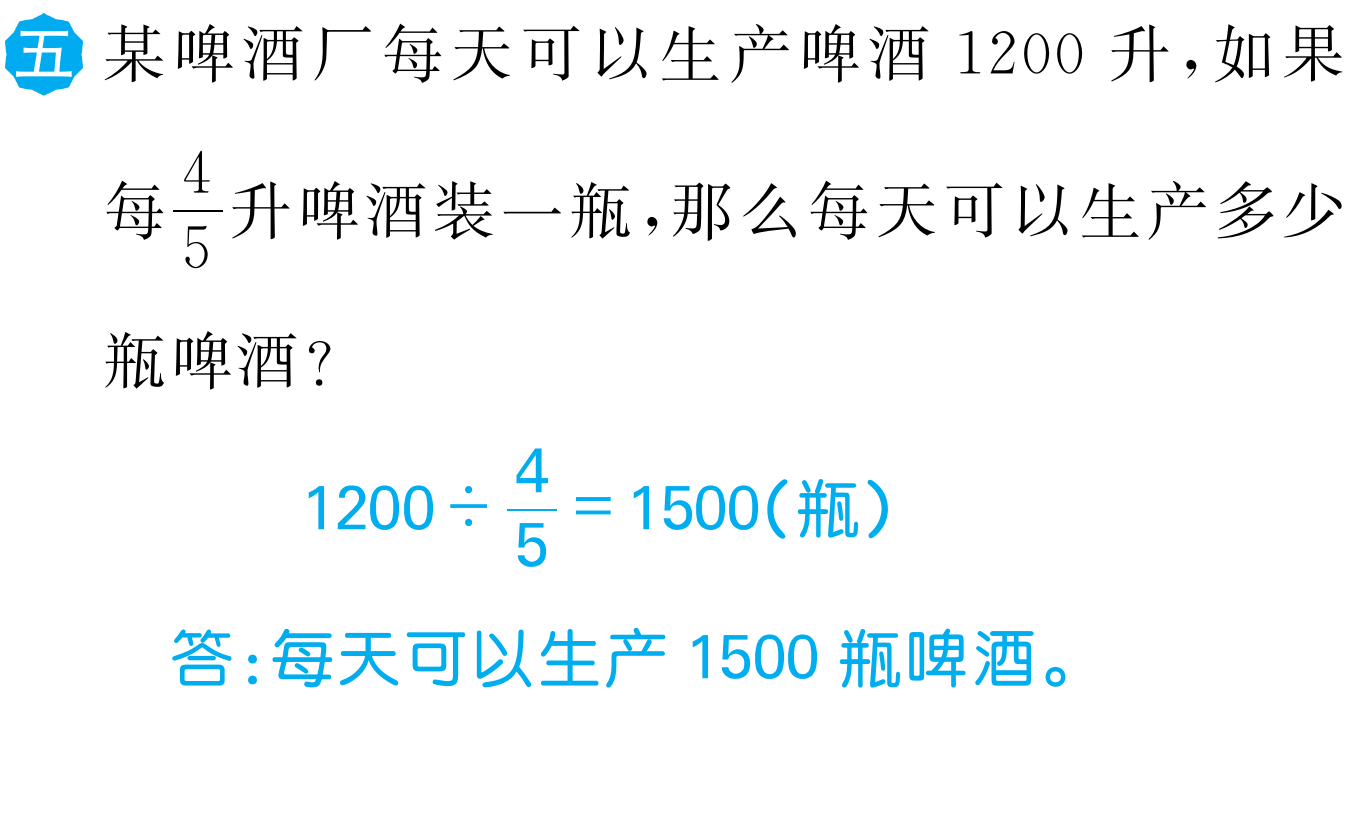 五 某啤酒厂每天可以生产啤酒 1200 升,如果
每4/5升啤酒装一瓶,那么每天可以生产多少
瓶啤酒?
1200÷4/5=1500(瓶)
答:每天可以生产 1500 瓶啤酒。